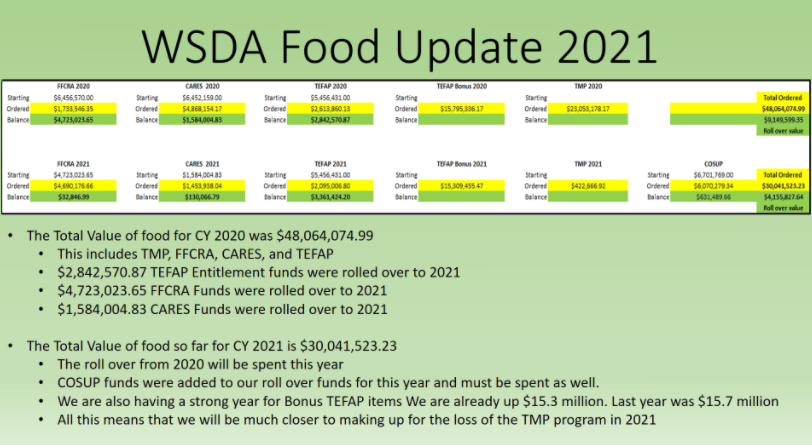 WSDA Food Update 2021
FFCRA 2020 CARES 2020 TEFAP 2020 TEFAP Bonus 2020 TMP 2020
Starting $6,456,570.00 Starting $6,452,159.00 Starting $5,456,431.00 Starting Starting Total Ordered
Ordered $1,733,546.35 Ordered $4,868,154.17 Ordered $2,613,860.13 Ordered $15,795,336.17 Ordered $23,053,178.17 $48,064,074.99
Balance $4,723,023.65 Balance $1,584,004.83 Balance $2,842,570.87 Balance Balance $9,149,599.35
Roll over value
FFCRA 2021 CARES 2021 TEFAP 2021 TEFAP Bonus 2021 TMP 2021 COSUP
Starting $4,723,023.65 Starting $1,584,004.83 Starting $5,456,431.00 Starting Starting Starting $6,701,769.00 Total Ordered
Ordered $4,690,176.66 Ordered $1,453,938.04 Ordered $2,095,006.80 Ordered $15,309,455.47 Ordered $422,666.92 Ordered $6,070,279.34 $30,041,523.23
Balance $32,846.99 Balance $130,066.79 Balance $3,361,424.20 Balance Balance Balance $631,489.66 $4,155,827.64
Roll over value
• The Total Value of food for CY 2020 was $48,064,074.99
• This includes TMP, FFCRA, CARES, and TEFAP
• $2,842,570.87 TEFAP Entitlement funds were rolled over to 2021
• $4,723,023.65 FFCRA Funds were rolled over to 2021
• $1,584,004.83 CARES Funds were rolled over to 2021
• The Total Value of food so far for CY 2021 is $30,041,523.23
• The roll over from 2020 will be spent this year
• COSUP funds were added to our roll over funds for this year and must be spent as well.
• We are also having a strong year for Bonus TEFAP items We are already up $15.3 million. Last year was $15.7 million
• All this means that we will be much closer to making up for the loss of the TMP program in 2021